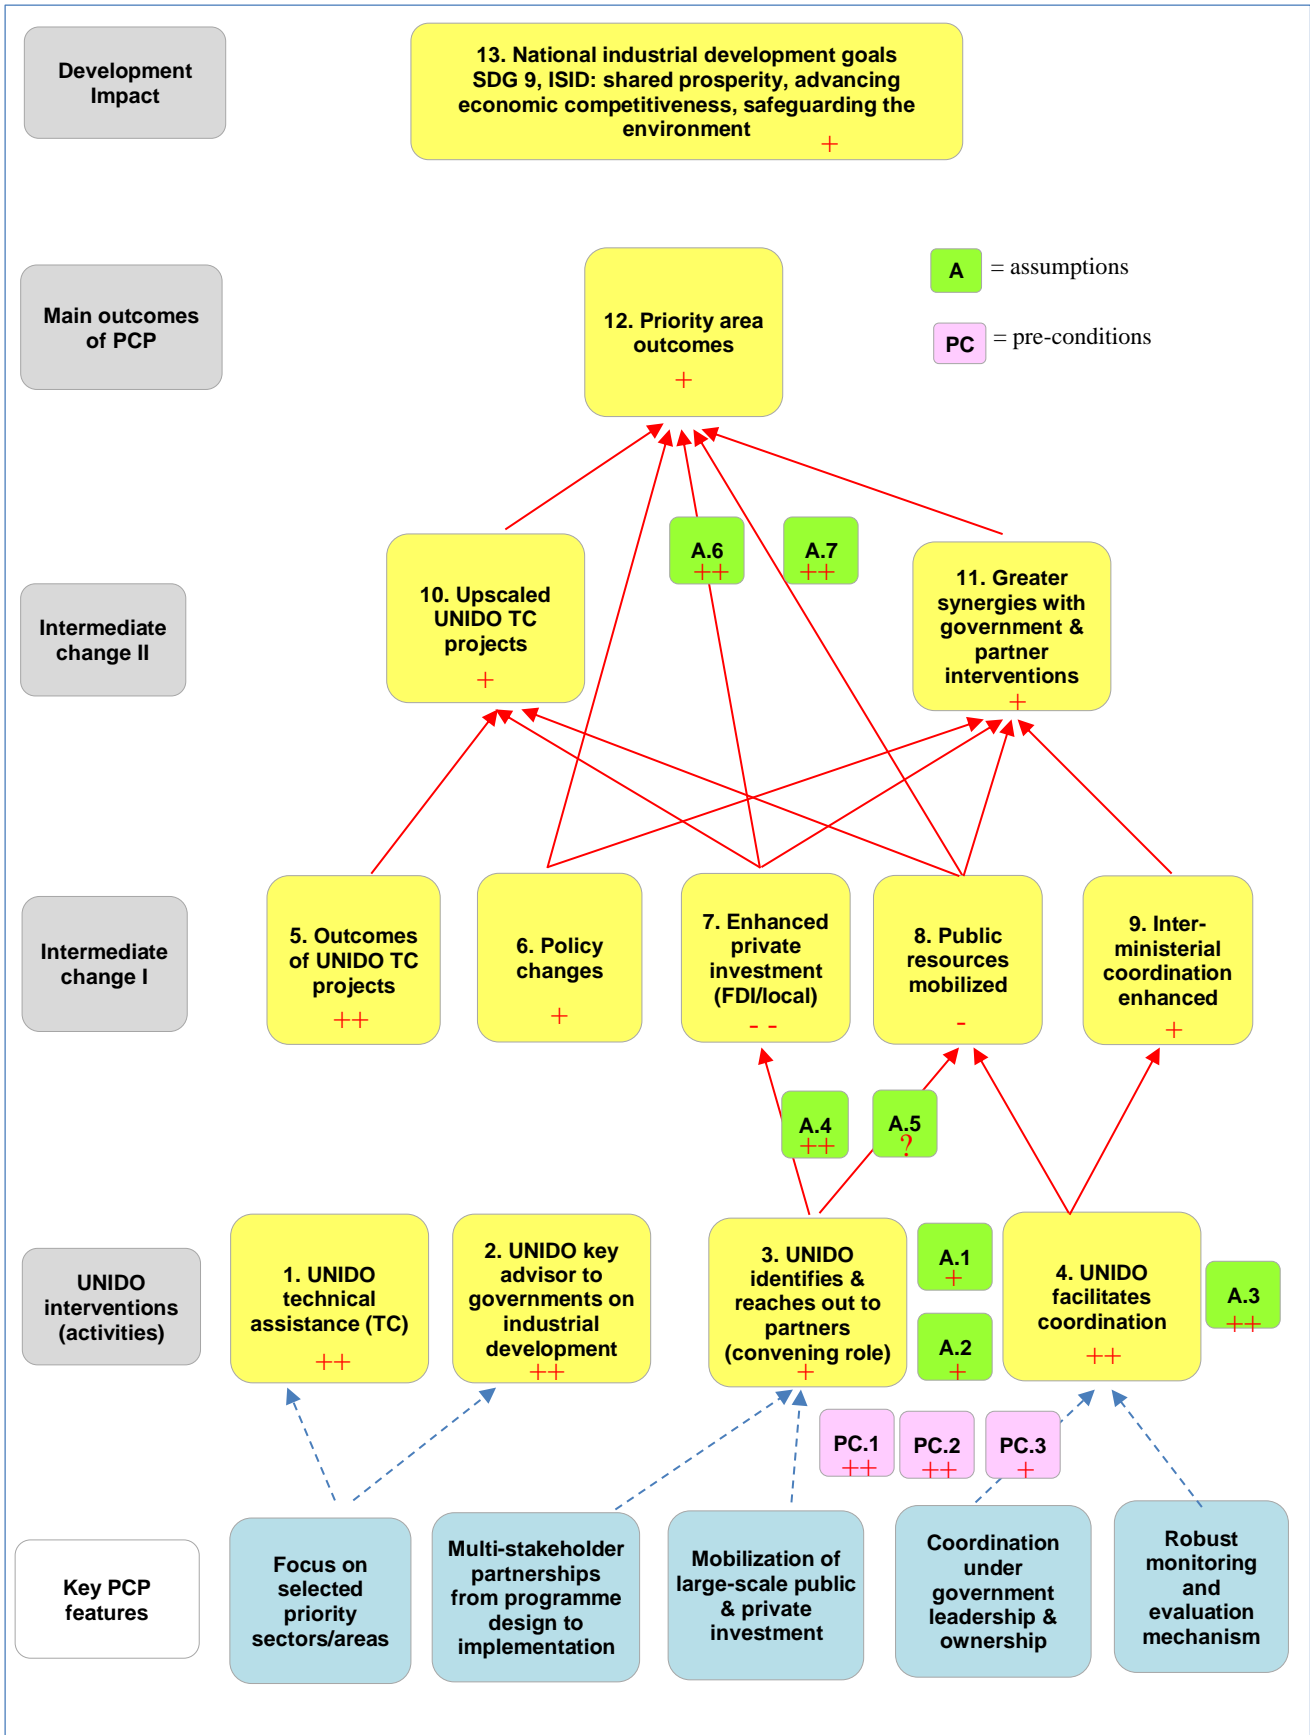 Development
Impact
13. National industrial development goals
SDG 9, ISID: shared prosperity, advancing
economic competitiveness, safeguarding the
environment
+
Main outcomes
of PCP
12. Priority area
outcomes
+
A
= assumptions
PC
= pre-conditions
Intermediate
change II
10. Upscaled
UNIDO TC
projects
+
A.6
++
A.7
++
11. Greater
synergies with
government &
partner
interventions
+
Intermediate
change I
5. Outcomes
of UNIDO TC
projects
++
6. Policy
changes
+
7. Enhanced
private
investment
(FDI/local)
- -
8. Public
resources
mobilized
-
9. Inter-
ministerial
coordination
enhanced
+
A.4
++
A.5
?
UNIDO
interventions
(activities)
1. UNIDO
technical
assistance (TC)
++
2. UNIDO key
advisor to
governments on
industrial
development
++
3. UNIDO
identifies &
reaches out to
partners
(convening role)
+
A.1
+
A.2
+
4. UNIDO
facilitates
coordination
++
A.3
++
PC.1
++
PC.2
++
PC.3
+
Key PCP
features
Focus on
selected
priority
sectors/areas
Multi-stakeholder
partnerships
from programme
design to
implementation
Mobilization of
large-scale public
& private
investment
Coordination
under
government
leadership &
ownership
Robust
monitoring
and
evaluation
mechanism